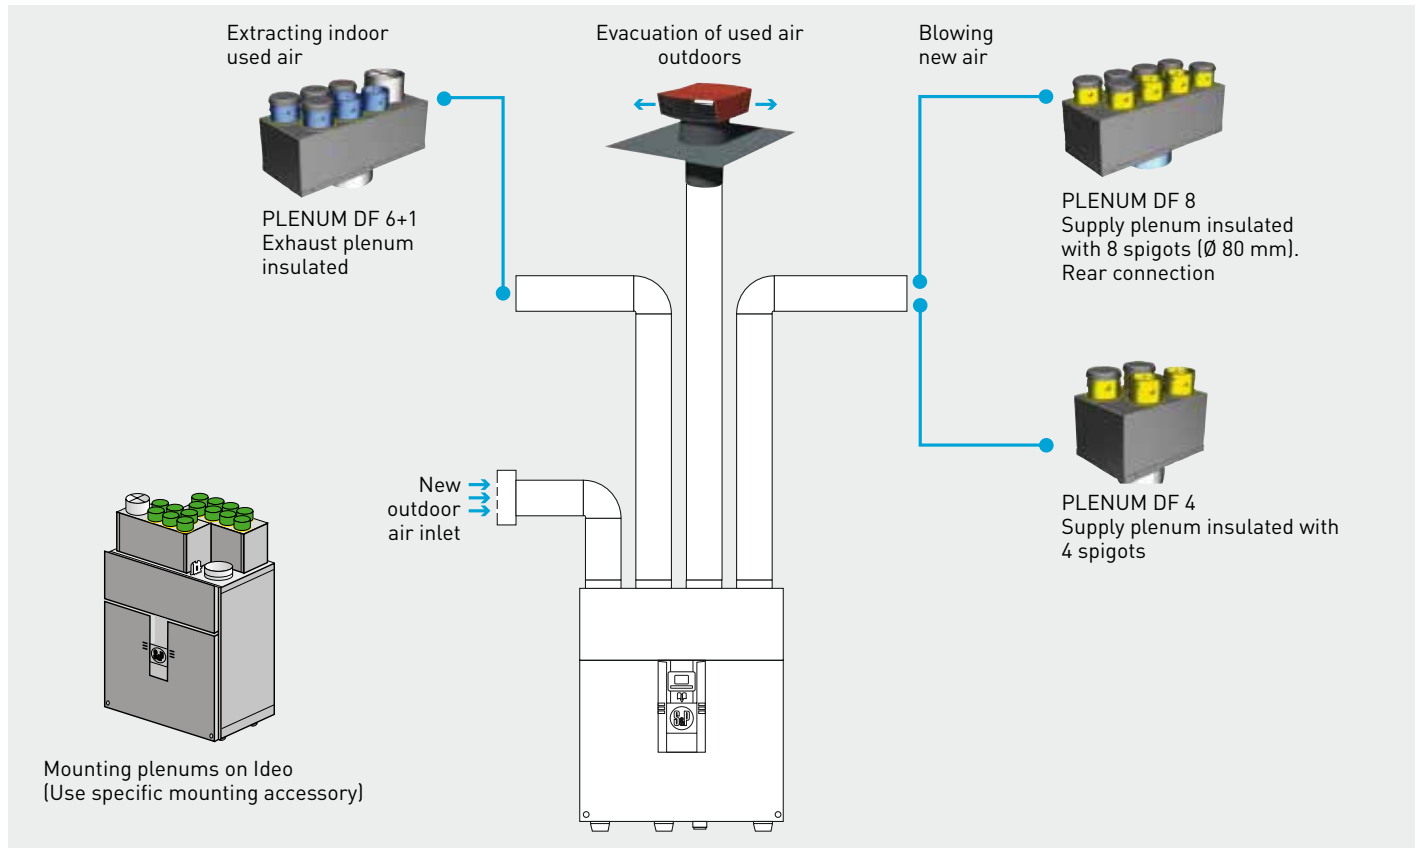 Extracting indoor
used air
Evacuation of used air
outdoors
Blowing
new air
PLENUM DF 6+1
Exhaust plenum
insulated
PLENUM DF 8
Supply plenum insulated
with 8 spigots (Ø 80 mm).
Rear connection
New
outdoor
air inlet
PLENUM DF 4
Supply plenum insulated with
4 spigots
S&P
Mounting plenums on Ideo
(Use specific mounting accessory)